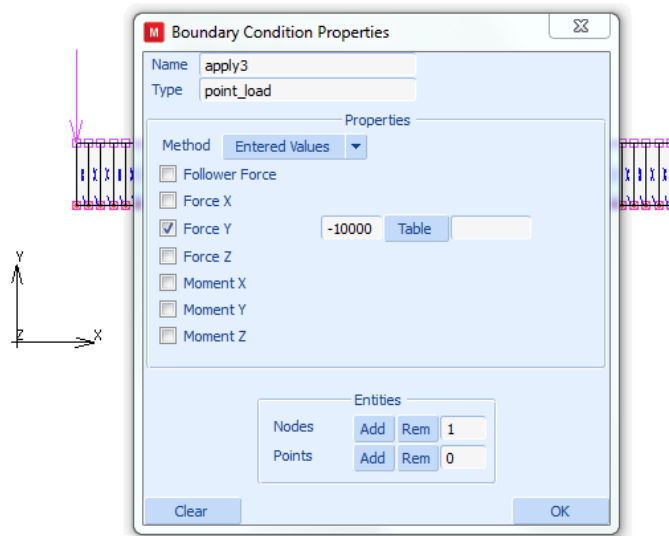 M Boundary Condition Properties
Name apply3
Type point_load
Properties
Method Entered Values
Follower Force
Force X
Force Y -10000 Table
Force Z
Moment X
Moment Y
Moment Z
Entities
Nodes Add Rem 1
Points Add Rem 0
Clear OK
Y
Z X